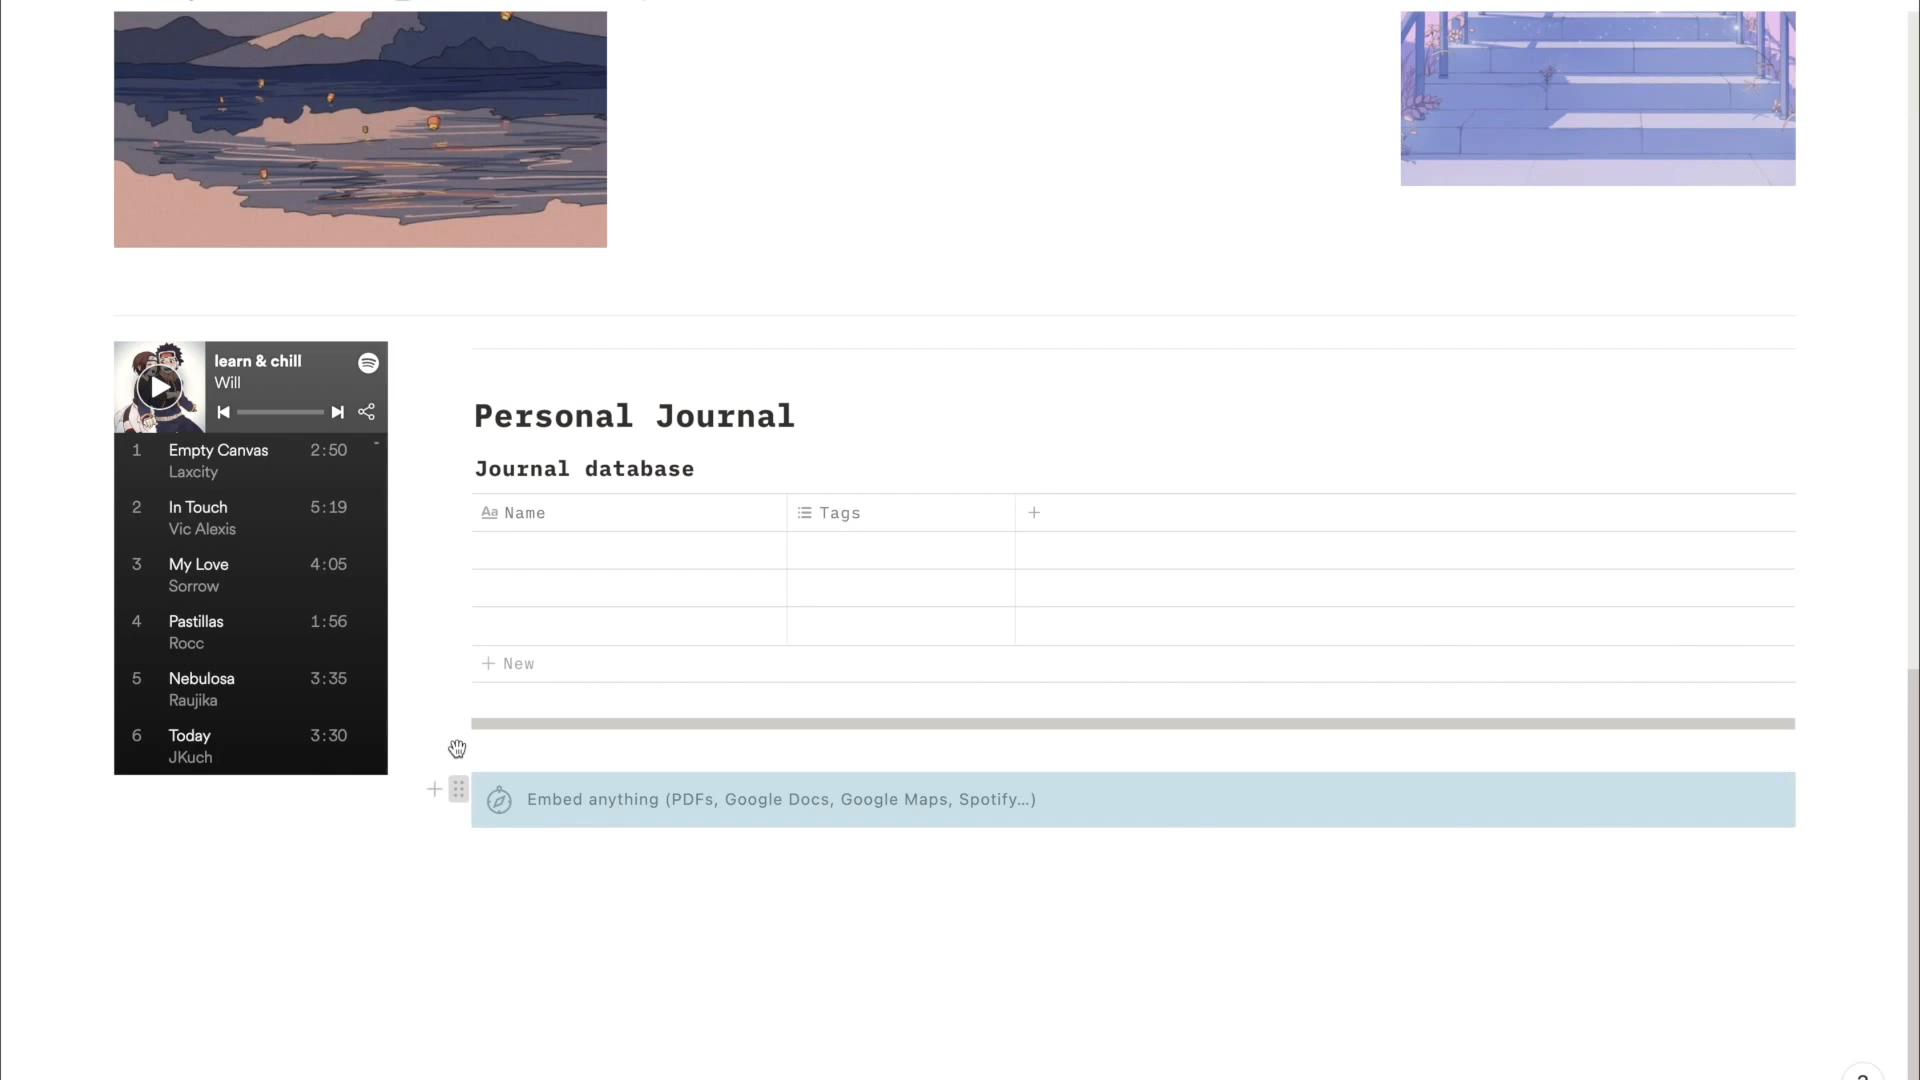 learn & chill
Will
1 Empty Canvas 2:50
Laxcity
2 In Touch 5:19
Vic Alexis
3 My Love 4:05
Sorrow
4 Pastillas 1:56
Rocc
5 Nebulosa 3:35
Raujika
6 Today 3:30
JKuch
Personal Journal
Journal database
Aa Name Tags +
+ New
Embed anything (PDFs, Google Docs, Google Maps, Spotify…)